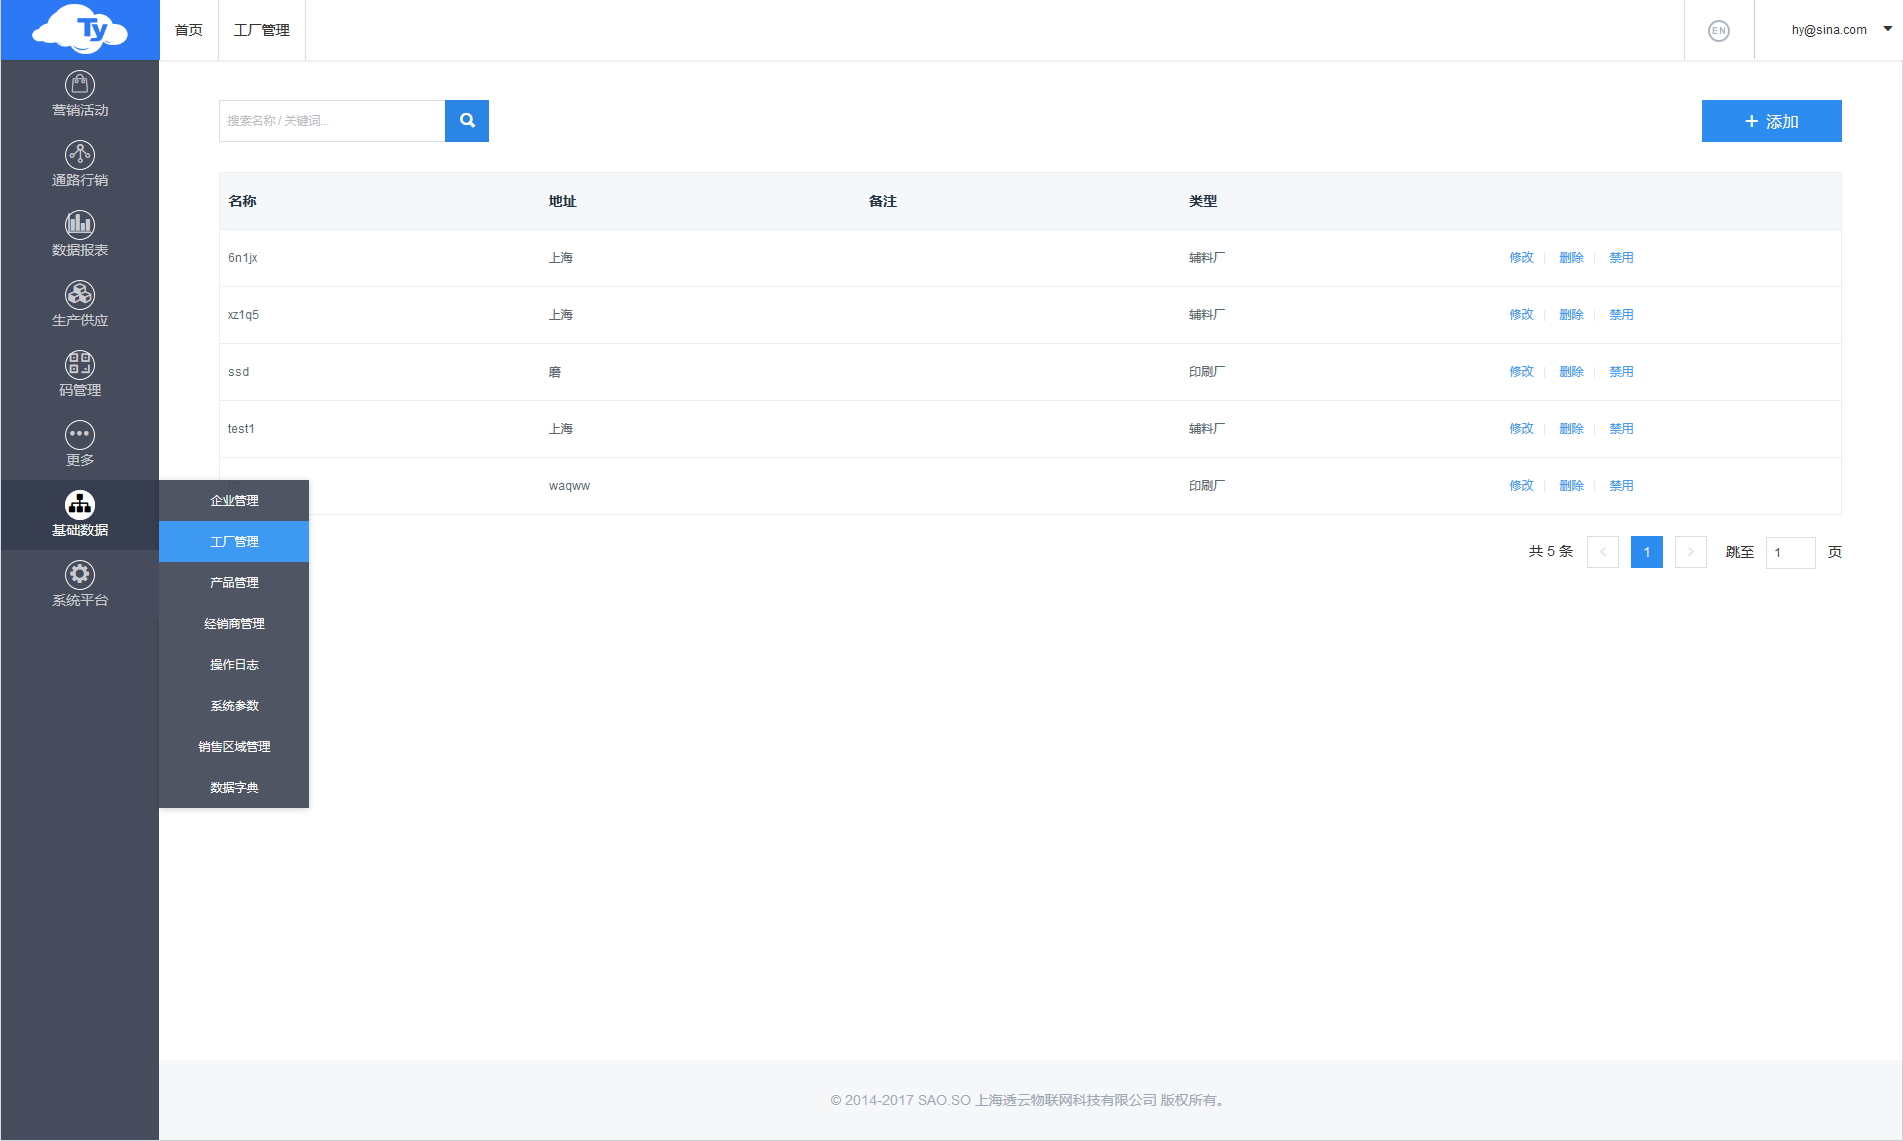 Ty
首页 工厂管理
EN
hy@sina.com
营销活动
通路行销
数据报表
生产供应
码管理
更多
基础数据
系统平台
搜索名称 / 关键词...
添加
名称 地址 备注 类型
6n1jx 上海 辅料厂 修改 删除 禁用
xz1q5 上海 辅料厂 修改 删除 禁用
ssd 磨 印刷厂 修改 删除 禁用
test1 上海 辅料厂 修改 删除 禁用
waqww 印刷厂 修改 删除 禁用
企业管理
工厂管理
产品管理
经销商管理
操作日志
系统参数
销售区域管理
数据字典
共 5 条 < 1 > 跳至 1 页
© 2014-2017 SAO.SO 上海透云物联网科技有限公司 版权所有。